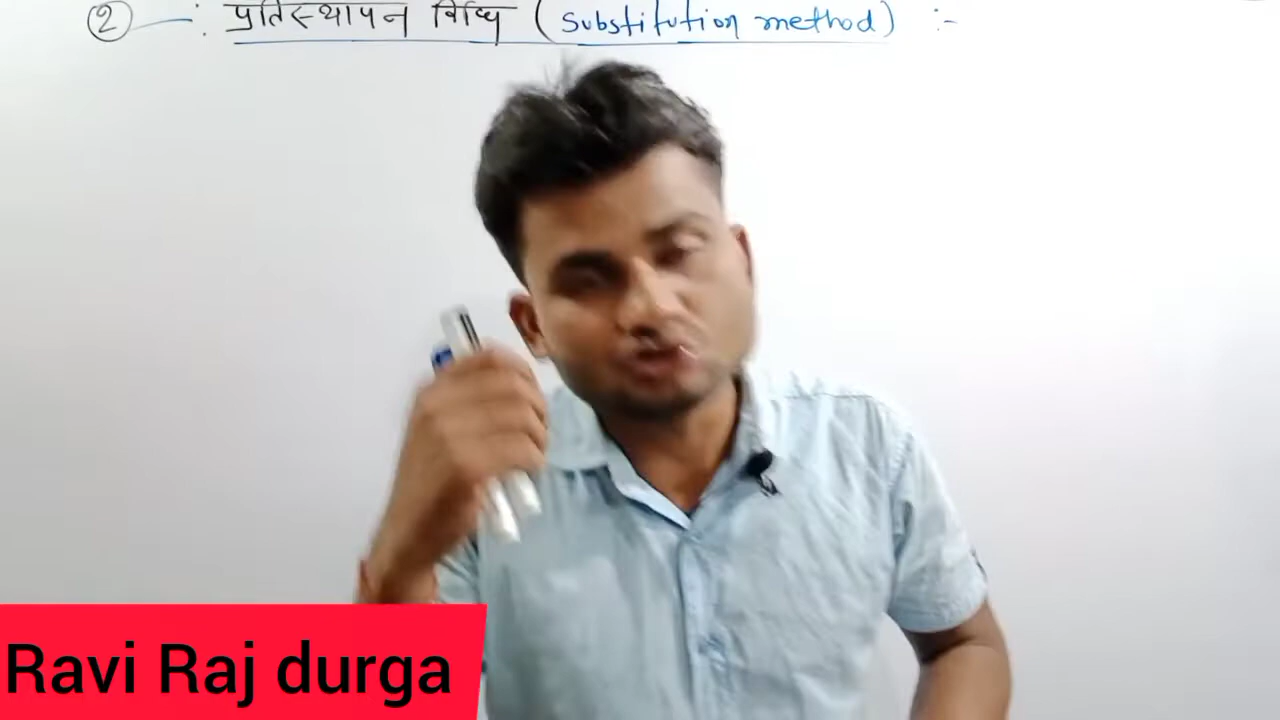 ② : प्रतिस्थापन विधि (Substitution method) :-
Ravi Raj durga